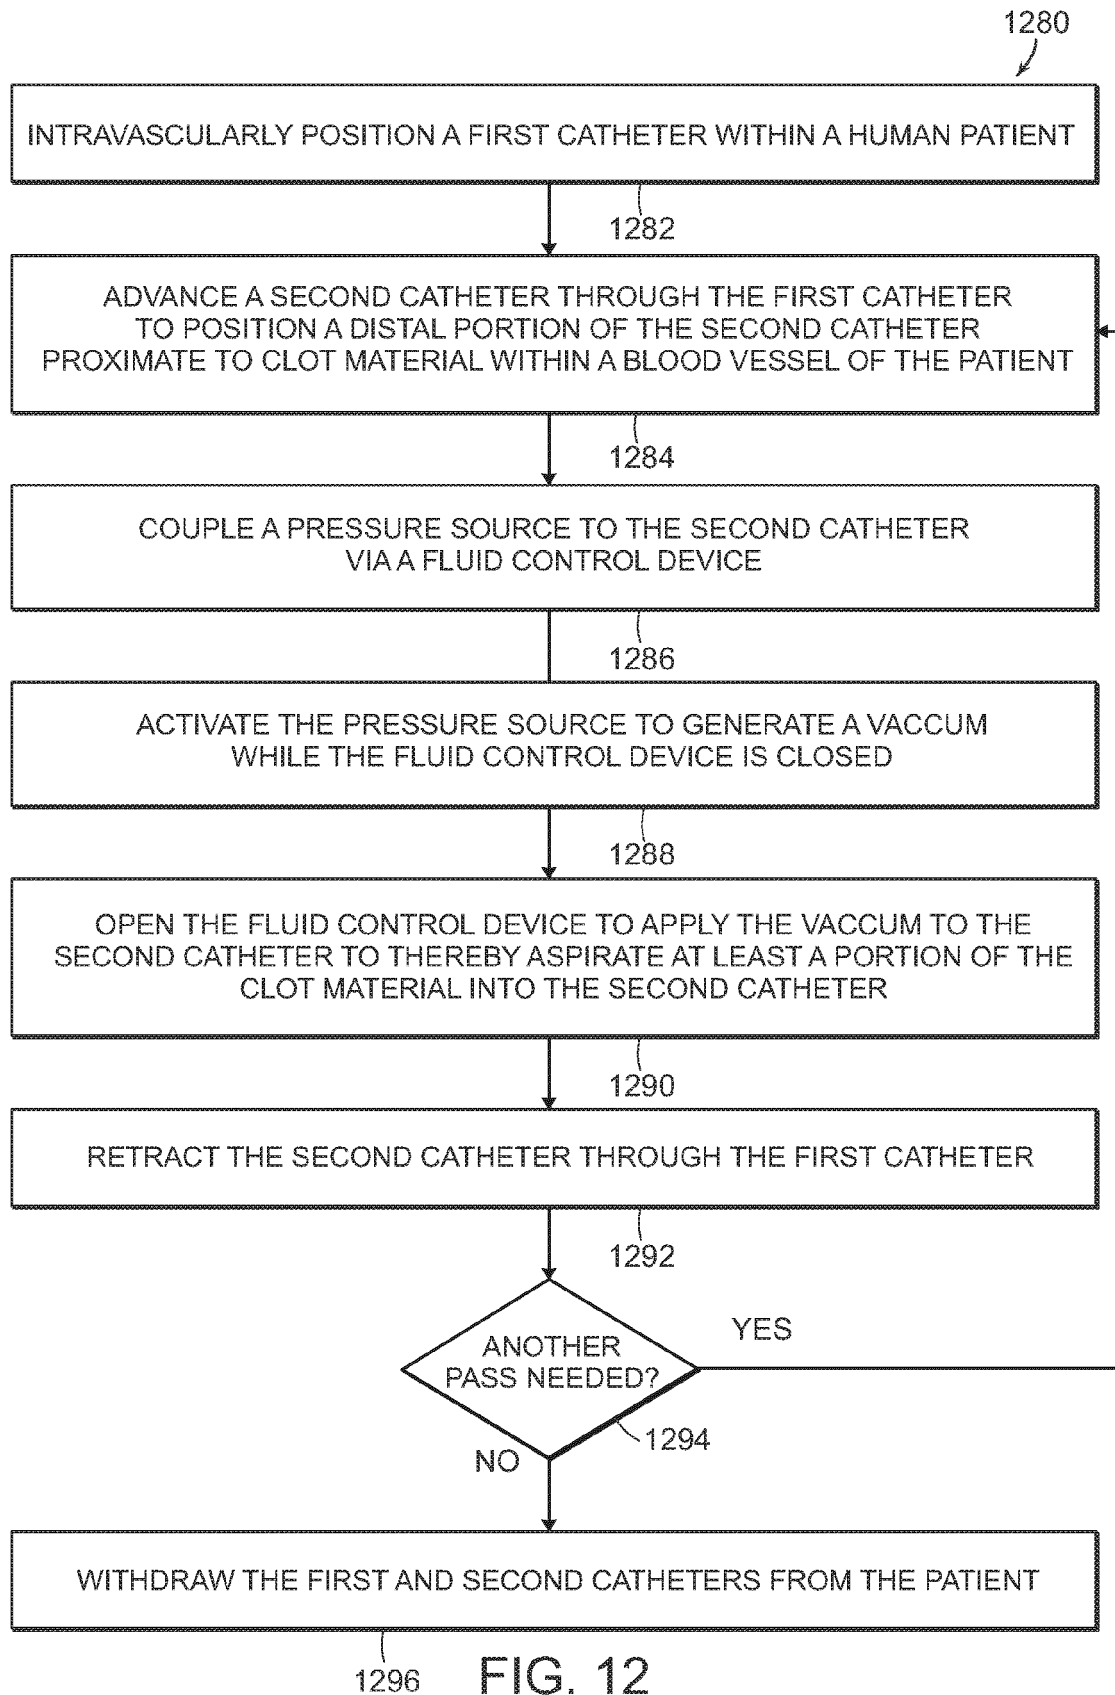 1280
INTRAVASCULARLY POSITION A FIRST CATHETER WITHIN A HUMAN PATIENT
1282
ADVANCE A SECOND CATHETER THROUGH THE FIRST CATHETER
TO POSITION A DISTAL PORTION OF THE SECOND CATHETER
PROXIMATE TO CLOT MATERIAL WITHIN A BLOOD VESSEL OF THE PATIENT
1284
COUPLE A PRESSURE SOURCE TO THE SECOND CATHETER
VIA A FLUID CONTROL DEVICE
1286
ACTIVATE THE PRESSURE SOURCE TO GENERATE A VACCUM
WHILE THE FLUID CONTROL DEVICE IS CLOSED
1288
OPEN THE FLUID CONTROL DEVICE TO APPLY THE VACCUM TO THE
SECOND CATHETER TO THEREBY ASPIRATE AT LEAST A PORTION OF THE
CLOT MATERIAL INTO THE SECOND CATHETER
1290
RETRACT THE SECOND CATHETER THROUGH THE FIRST CATHETER
1292
ANOTHER
PASS NEEDED?
YES
1294
NO
WITHDRAW THE FIRST AND SECOND CATHETERS FROM THE PATIENT
1296
FIG. 12